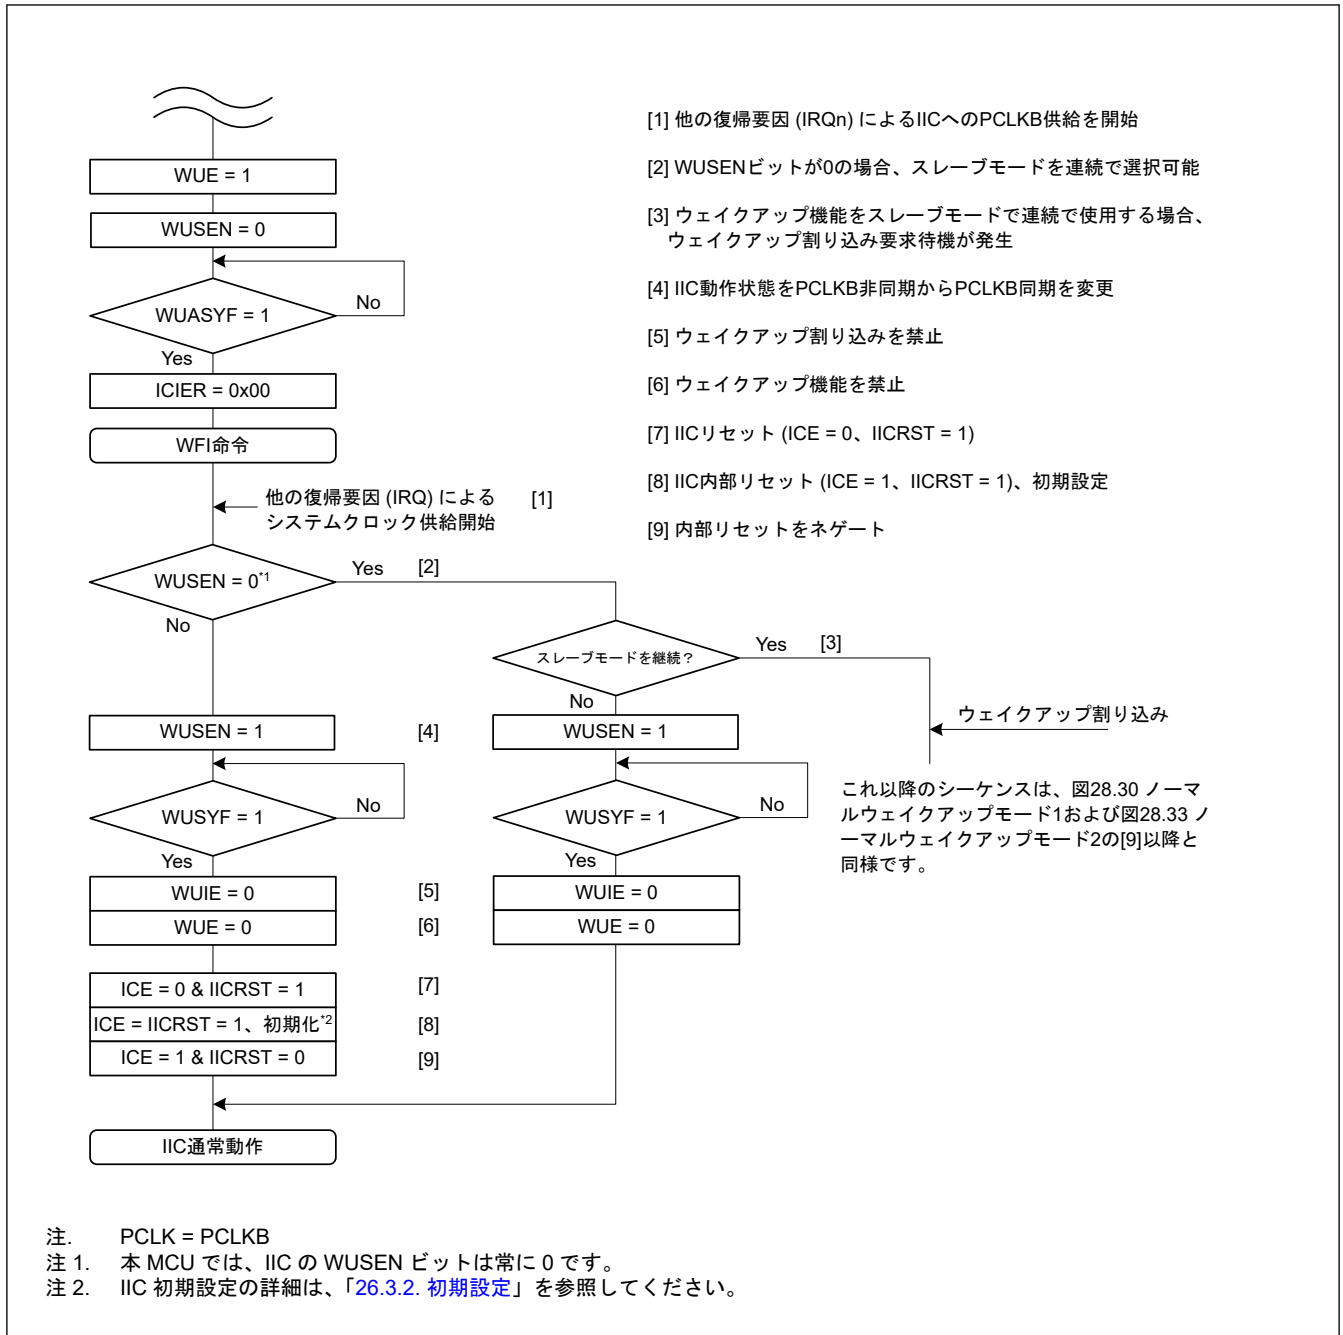 WUE = 1
WUSEN = 0
WUASYF = 1
No
Yes
ICIER = 0x00
WFI命令
他の復帰要因 (IRQ) による
システムクロック供給開始
[1]
WUSEN = 0*1
Yes
[2]
No
スレーブモードを継続？
Yes
[3]
No
ウェイクアップ割り込み
WUSEN = 1
[4]
WUSEN = 1
WUSYF = 1
No
Yes
WUSYF = 1
No
Yes
これ以降のシーケンスは、図28.30 ノーマ
ルウェイクアップモード1および図28.33 ノ
ーマルウェイクアップモード2の[9]以降と
同様です。
WUIE = 0
[5]
WUIE = 0
WUE = 0
[6]
WUE = 0
ICE = 0 & IICRST = 1
[7]
ICE = IICRST = 1、初期化*2
[8]
ICE = 1 & IICRST = 0
[9]
IIC通常動作
[1] 他の復帰要因 (IRQn) によるIICへのPCLKB供給を開始
[2] WUSENビットが0の場合、スレーブモードを連続で選択可能
[3] ウェイクアップ機能をスレーブモードで連続で使用する場合、
ウェイクアップ割り込み要求待機が発生
[4] IIC動作状態をPCLKB非同期からPCLKB同期を変更
[5] ウェイクアップ割り込みを禁止
[6] ウェイクアップ機能を禁止
[7] IICリセット (ICE = 0、IICRST = 1)
[8] IIC内部リセット (ICE = 1、IICRST = 1)、初期設定
[9] 内部リセットをネゲート
注. PCLK = PCLKB
注 1. 本 MCU では、IIC の WUSEN ビットは常に 0 です。
注 2. IIC 初期設定の詳細は、「26.3.2. 初期設定」を参照してください。